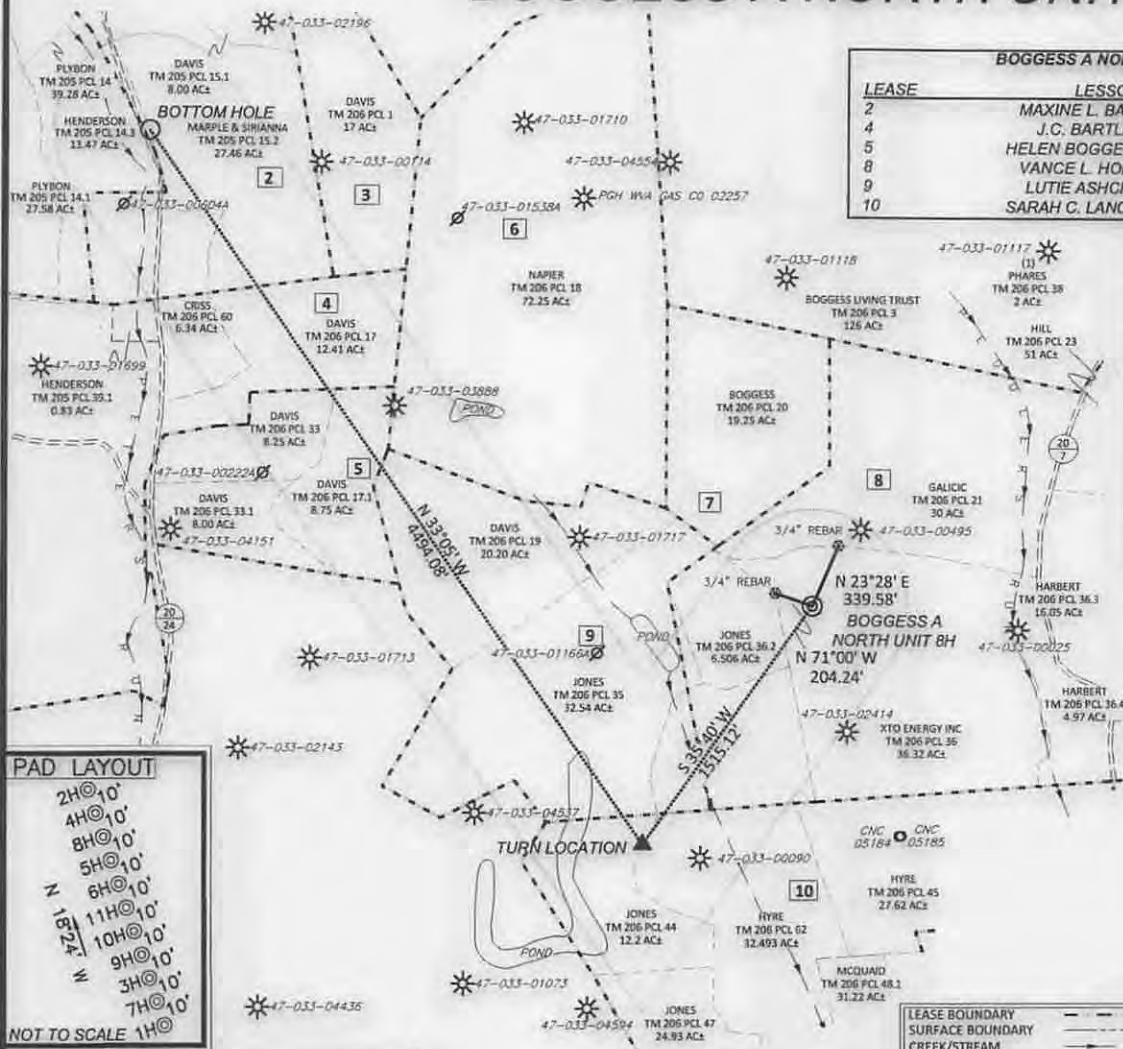 47-033-02196
PLYBON
TM 205 PCL 14
39.28 AC±
DAVIS
TM 205 PCL 15.1
8.00 AC±
HENDERSON
TM 205 PCL 14.3
13.47 AC±
BOTTOM HOLE
MARPLE & SIRIANNA
TM 205 PCL 15.2
27.46 AC±
DAVIS
TM 206 PCL 1
17 AC±
47-033-01710
47-033-00714
47-033-04554
2
3
PLYBON
TM 205 PCL 14.1
27.58 AC±
47-033-00604A
47-033-01538A
PGH WVA GAS CO 02257
6
BOGGESS A NO
LEASE LESSO
2 MAXINE L. BA
4 J.C. BARTL
5 HELEN BOGGE
8 VANCE L. HO
9 LUTIE ASHC
10 SARAH C. LANC
47-033-01118
47-033-01117
(1)
PHARES
TM 206 PCL 38
2 AC±
NAPIER
TM 206 PCL 18
72.25 AC±
BOGGESS LIVING TRUST
TM 206 PCL 3
126 AC±
HILL
TM 206 PCL 23
51 AC±
CRISS
TM 206 PCL 60
6.34 AC±
4
DAVIS
TM 206 PCL 17
12.41 AC±
47-033-01699
HENDERSON
TM 205 PCL 39.1
0.83 AC±
47-033-03888
POND
BOGGESS
TM 206 PCL 20
19.25 AC±
DAVIS
TM 206 PCL 33
8.25 AC±
20
7
47-033-00222A
5
DAVIS
TM 206 PCL 17.1
8.75 AC±
8
GALICIC
TM 206 PCL 21
30 AC±
DAVIS
TM 206 PCL 33.1
8.00 AC±
47-033-04151
7
DAVIS
TM 206 PCL 19
20.20 AC±
47-033-01717
N 33°05' W
4494.08'
3/4" REBAR
47-033-00495
3/4" REBAR
N 23°28' E
339.58'
BOGGESS A
NORTH UNIT 8H
N 71°00' W
204.24'
HARBERT
TM 206 PCL 36.3
16.05 AC±
47-033-00025
20
24
PETERS RUN
9
47-033-01166A
POND
JONES
TM 206 PCL 36.2
6.506 AC±
47-033-01713
JONES
TM 206 PCL 35
32.54 AC±
HARBERT
TM 206 PCL 36.4
4.97 AC±
47-033-02414
XTO ENERGY INC
TM 206 PCL 36
36.32 AC±
S 35°40' W
1515.12'
47-033-02143
47-033-04537
TURN LOCATION
47-033-00090
CNC
05184
CNC
05185
10
HYRE
TM 206 PCL 45
27.62 AC±
JONES
TM 206 PCL 44
12.2 AC±
HYRE
TM 206 PCL 62
32.493 AC±
POND
MCQUAID
TM 206 PCL 48.1
31.22 AC±
47-033-01073
47-033-04436
47-033-04594
JONES
TM 206 PCL 47
24.93 AC±
PAD LAYOUT
2H 10'
4H 10'
8H 10'
5H 10'
6H 10'
11H 10'
10H 10'
9H 10'
3H 10'
7H 10'
1H
N 18°24' W
NOT TO SCALE
LEASE BOUNDARY
SURFACE BOUNDARY
CREEK/STREAM